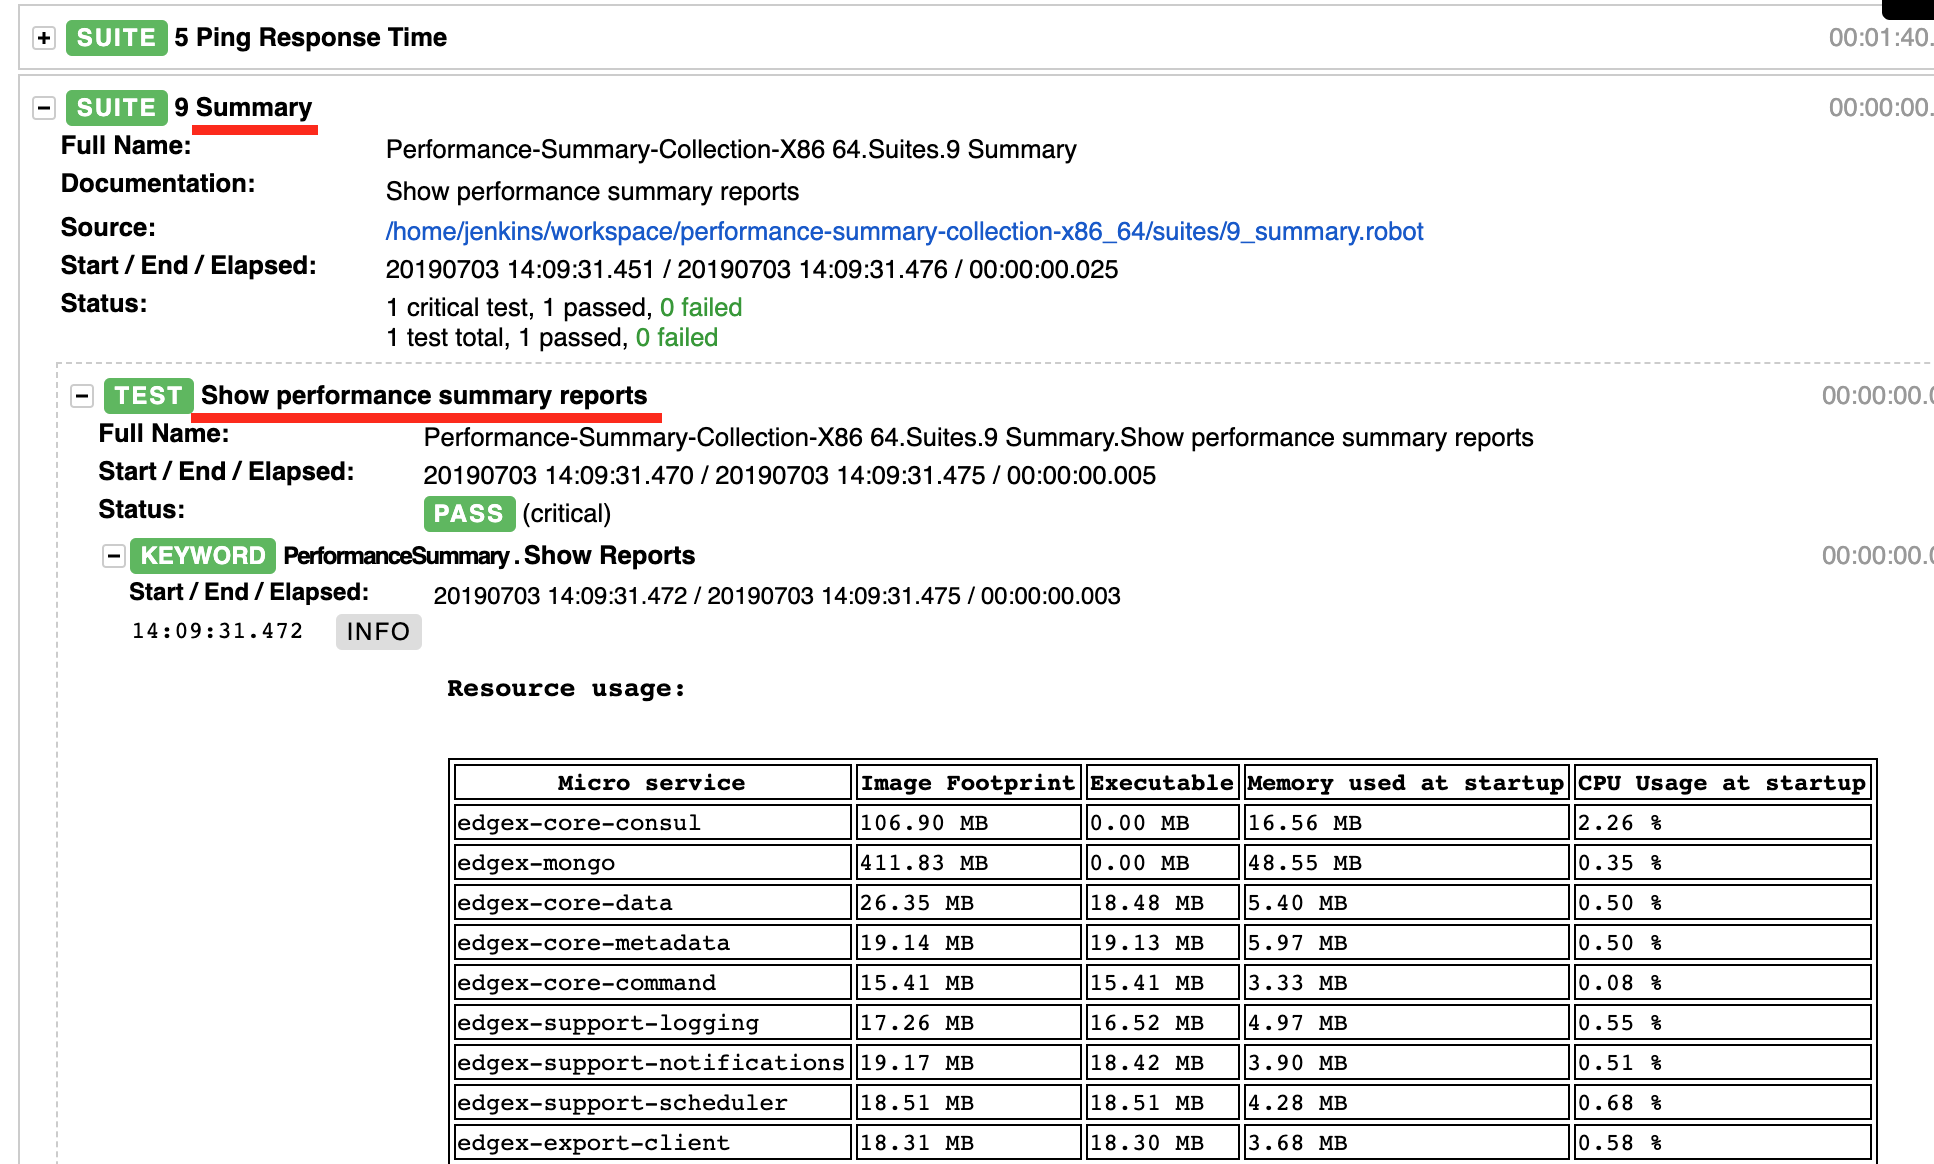 + SUITE 5 Ping Response Time 00:01:40.
− SUITE 9 Summary 00:00:00.
Full Name: Performance-Summary-Collection-X86 64.Suites.9 Summary
Documentation: Show performance summary reports
Source: /home/jenkins/workspace/performance-summary-collection-x86_64/suites/9_summary.robot
Start / End / Elapsed: 20190703 14:09:31.451 / 20190703 14:09:31.476 / 00:00:00.025
Status: 1 critical test, 1 passed, 0 failed
1 test total, 1 passed, 0 failed
− TEST Show performance summary reports 00:00:00.0
Full Name: Performance-Summary-Collection-X86 64.Suites.9 Summary.Show performance summary reports
Start / End / Elapsed: 20190703 14:09:31.470 / 20190703 14:09:31.475 / 00:00:00.005
Status: PASS (critical)
− KEYWORD PerformanceSummary . Show Reports 00:00:00.0
Start / End / Elapsed: 20190703 14:09:31.472 / 20190703 14:09:31.475 / 00:00:00.003
14:09:31.472 INFO
Resource usage:
Micro service Image Footprint Executable Memory used at startup CPU Usage at startup
edgex-core-consul 106.90 MB 0.00 MB 16.56 MB 2.26 %
edgex-mongo 411.83 MB 0.00 MB 48.55 MB 0.35 %
edgex-core-data 26.35 MB 18.48 MB 5.40 MB 0.50 %
edgex-core-metadata 19.14 MB 19.13 MB 5.97 MB 0.50 %
edgex-core-command 15.41 MB 15.41 MB 3.33 MB 0.08 %
edgex-support-logging 17.26 MB 16.52 MB 4.97 MB 0.55 %
edgex-support-notifications 19.17 MB 18.42 MB 3.90 MB 0.51 %
edgex-support-scheduler 18.51 MB 18.51 MB 4.28 MB 0.68 %
edgex-export-client 18.31 MB 18.30 MB 3.68 MB 0.58 %